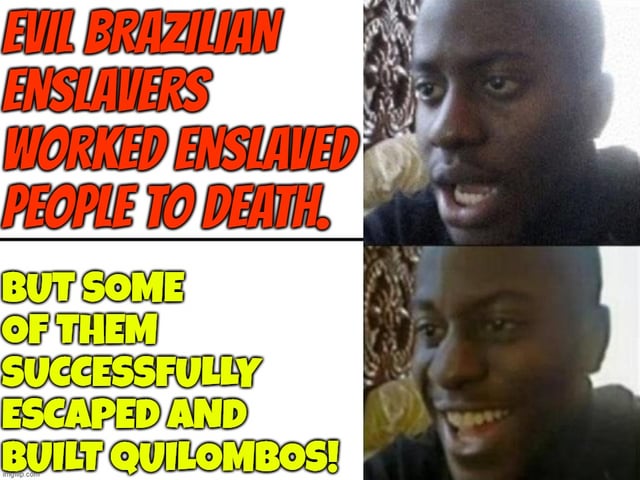 EVIL BRAZILIAN
ENSLAVERS
WORKED ENSLAVED
PEOPLE TO DEATH.
BUT SOME
OF THEM
SUCCESSFULLY
ESCAPED AND
BUILT QUILOMBOS!
imgflip.com